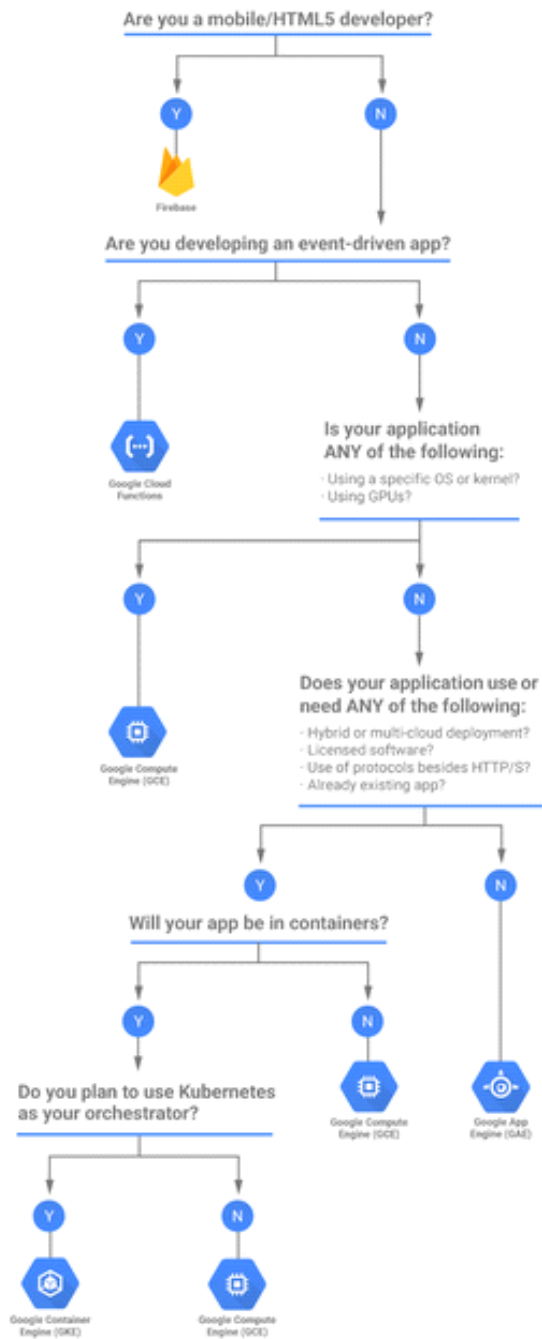 Are you a mobile/HTML5 developer?
Y
N
Firebase
Are you developing an event-driven app?
Y
N
Google Cloud
Functions
Is your application
ANY of the following:
· Using a specific OS or kernel?
· Using GPUs?
Y
N
Google Compute
Engine (GCE)
Does your application use or
need ANY of the following:
· Hybrid or multi-cloud deployment?
· Licensed software?
· Use of protocols besides HTTP/S?
· Already existing app?
Y
N
Will your app be in containers?
Y
N
Google Compute
Engine (GCE)
Google App
Engine (GAE)
Do you plan to use Kubernetes
as your orchestrator?
Y
N
Google Container
Engine (GKE)
Google Compute
Engine (GCE)